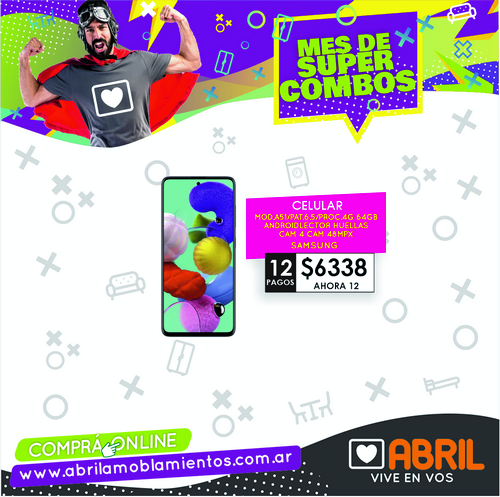 MES DE
SUPER
COMBOS
CELULAR
MOD.A51/PAT.6.5/PROC.4G 64GB
ANDROIDLECTOR HUELLAS
CAM 4 CAM 48MPX
SAMSUNG
12
PAGOS
$6338
AHORA 12
COMPRÁ ONLINE
www.abrilamoblamientos.com.ar
ABRIL
VIVE EN VOS